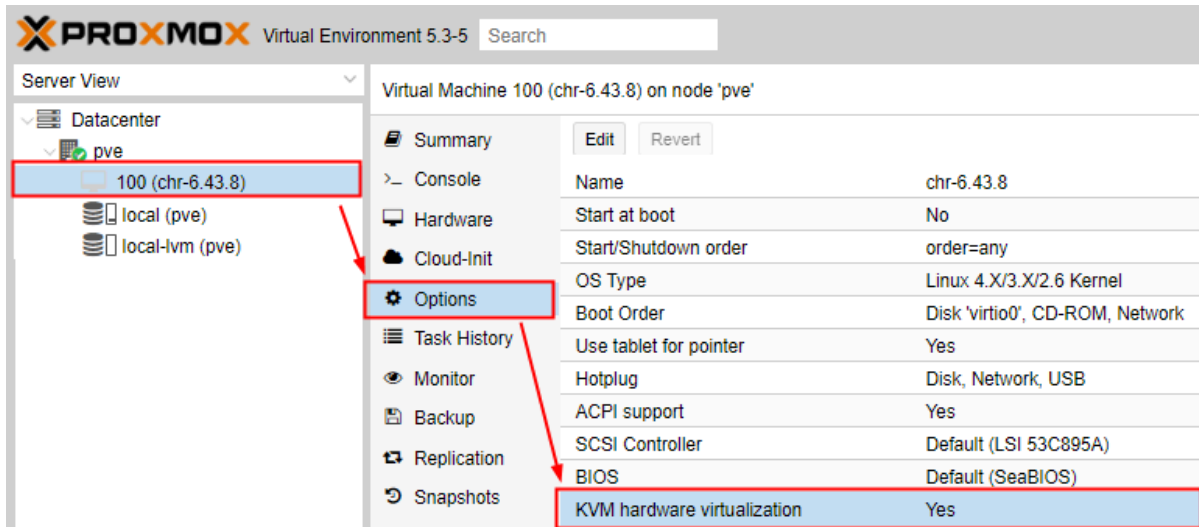 PROXMOX Virtual Environment 5.3-5 Search
Server View
Datacenter
pve
100 (chr-6.43.8)
local (pve)
local-lvm (pve)
Virtual Machine 100 (chr-6.43.8) on node 'pve'
Summary
Console
Hardware
Cloud-Init
Options
Task History
Monitor
Backup
Replication
Snapshots
Edit Revert
Name chr-6.43.8
Start at boot No
Start/Shutdown order order=any
OS Type Linux 4.X/3.X/2.6 Kernel
Boot Order Disk 'virtio0', CD-ROM, Network
Use tablet for pointer Yes
Hotplug Disk, Network, USB
ACPI support Yes
SCSI Controller Default (LSI 53C895A)
BIOS Default (SeaBIOS)
KVM hardware virtualization Yes